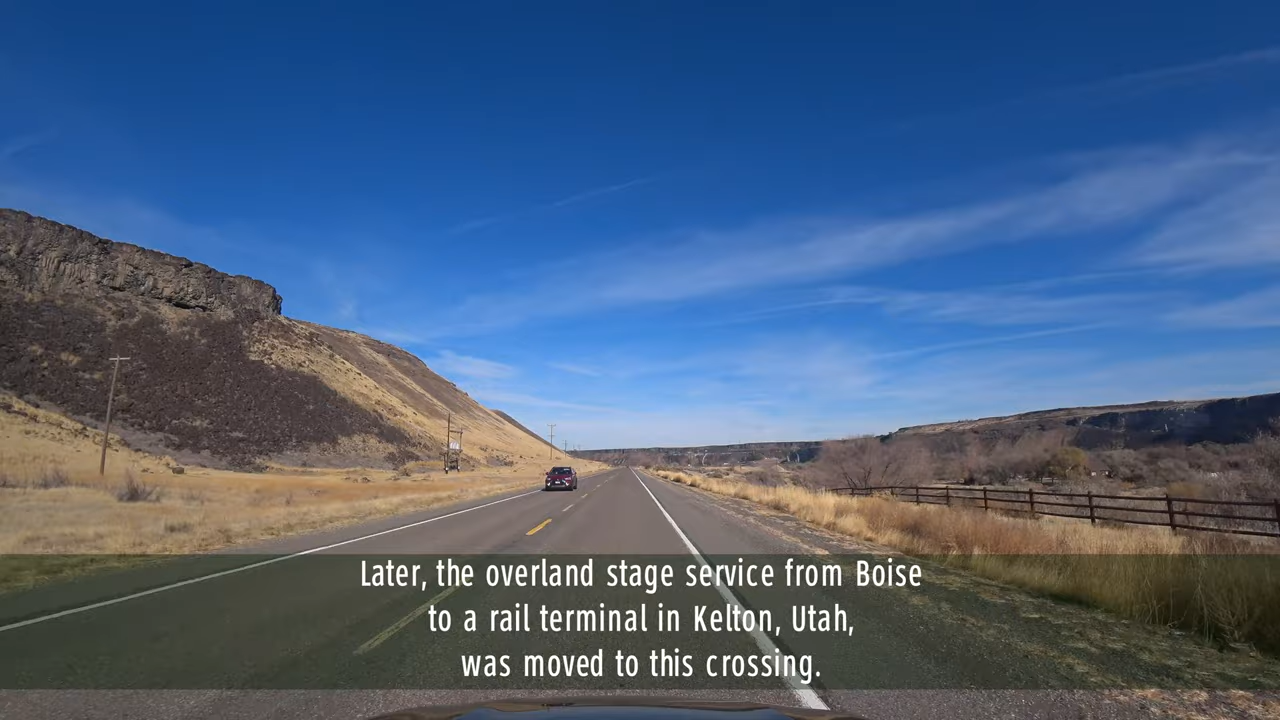 Later, the overland stage service from Boise
to a rail terminal in Kelton, Utah,
was moved to this crossing.